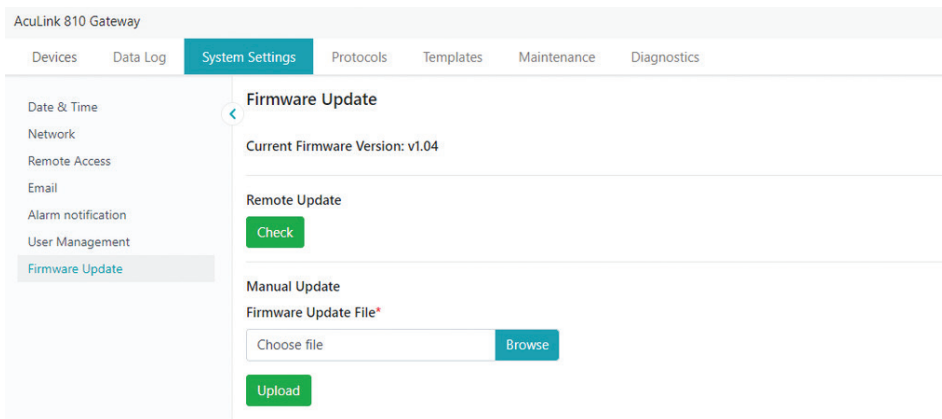 AcuLink 810 Gateway
Devices Data Log System Settings Protocols Templates Maintenance Diagnostics
Date & Time
Network
Remote Access
Email
Alarm notification
User Management
Firmware Update
Firmware Update
Current Firmware Version: v1.04
Remote Update
Check
Manual Update
Firmware Update File*
Choose file Browse
Upload